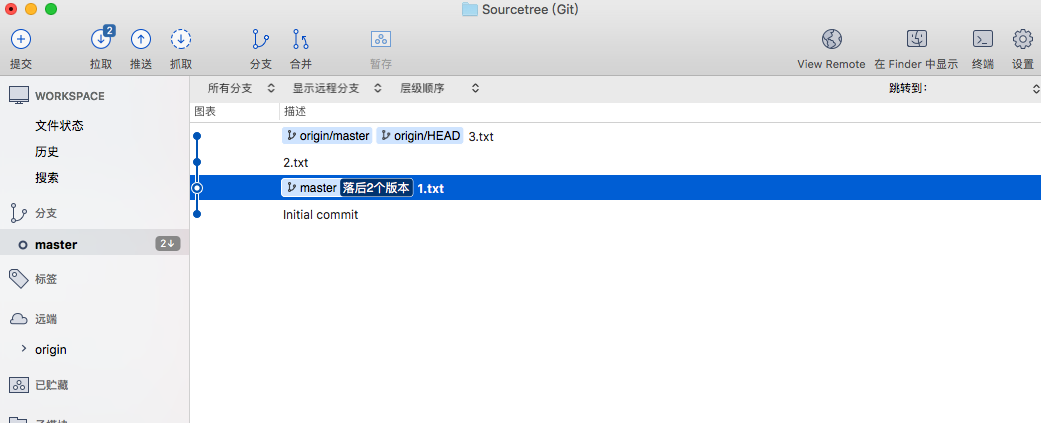 Sourcetree (Git)
2
提交 拉取 推送 抓取 分支 合并 暂存 View Remote 在 Finder 中显示 终端 设置
WORKSPACE 所有分支 显示远程分支 层级顺序 跳转到:
图表 描述
文件状态 origin/master origin/HEAD 3.txt
历史 2.txt
搜索 master 落后2个版本 1.txt
分支 Initial commit
master 2↓
标签
远端
origin
已贮藏
子模块